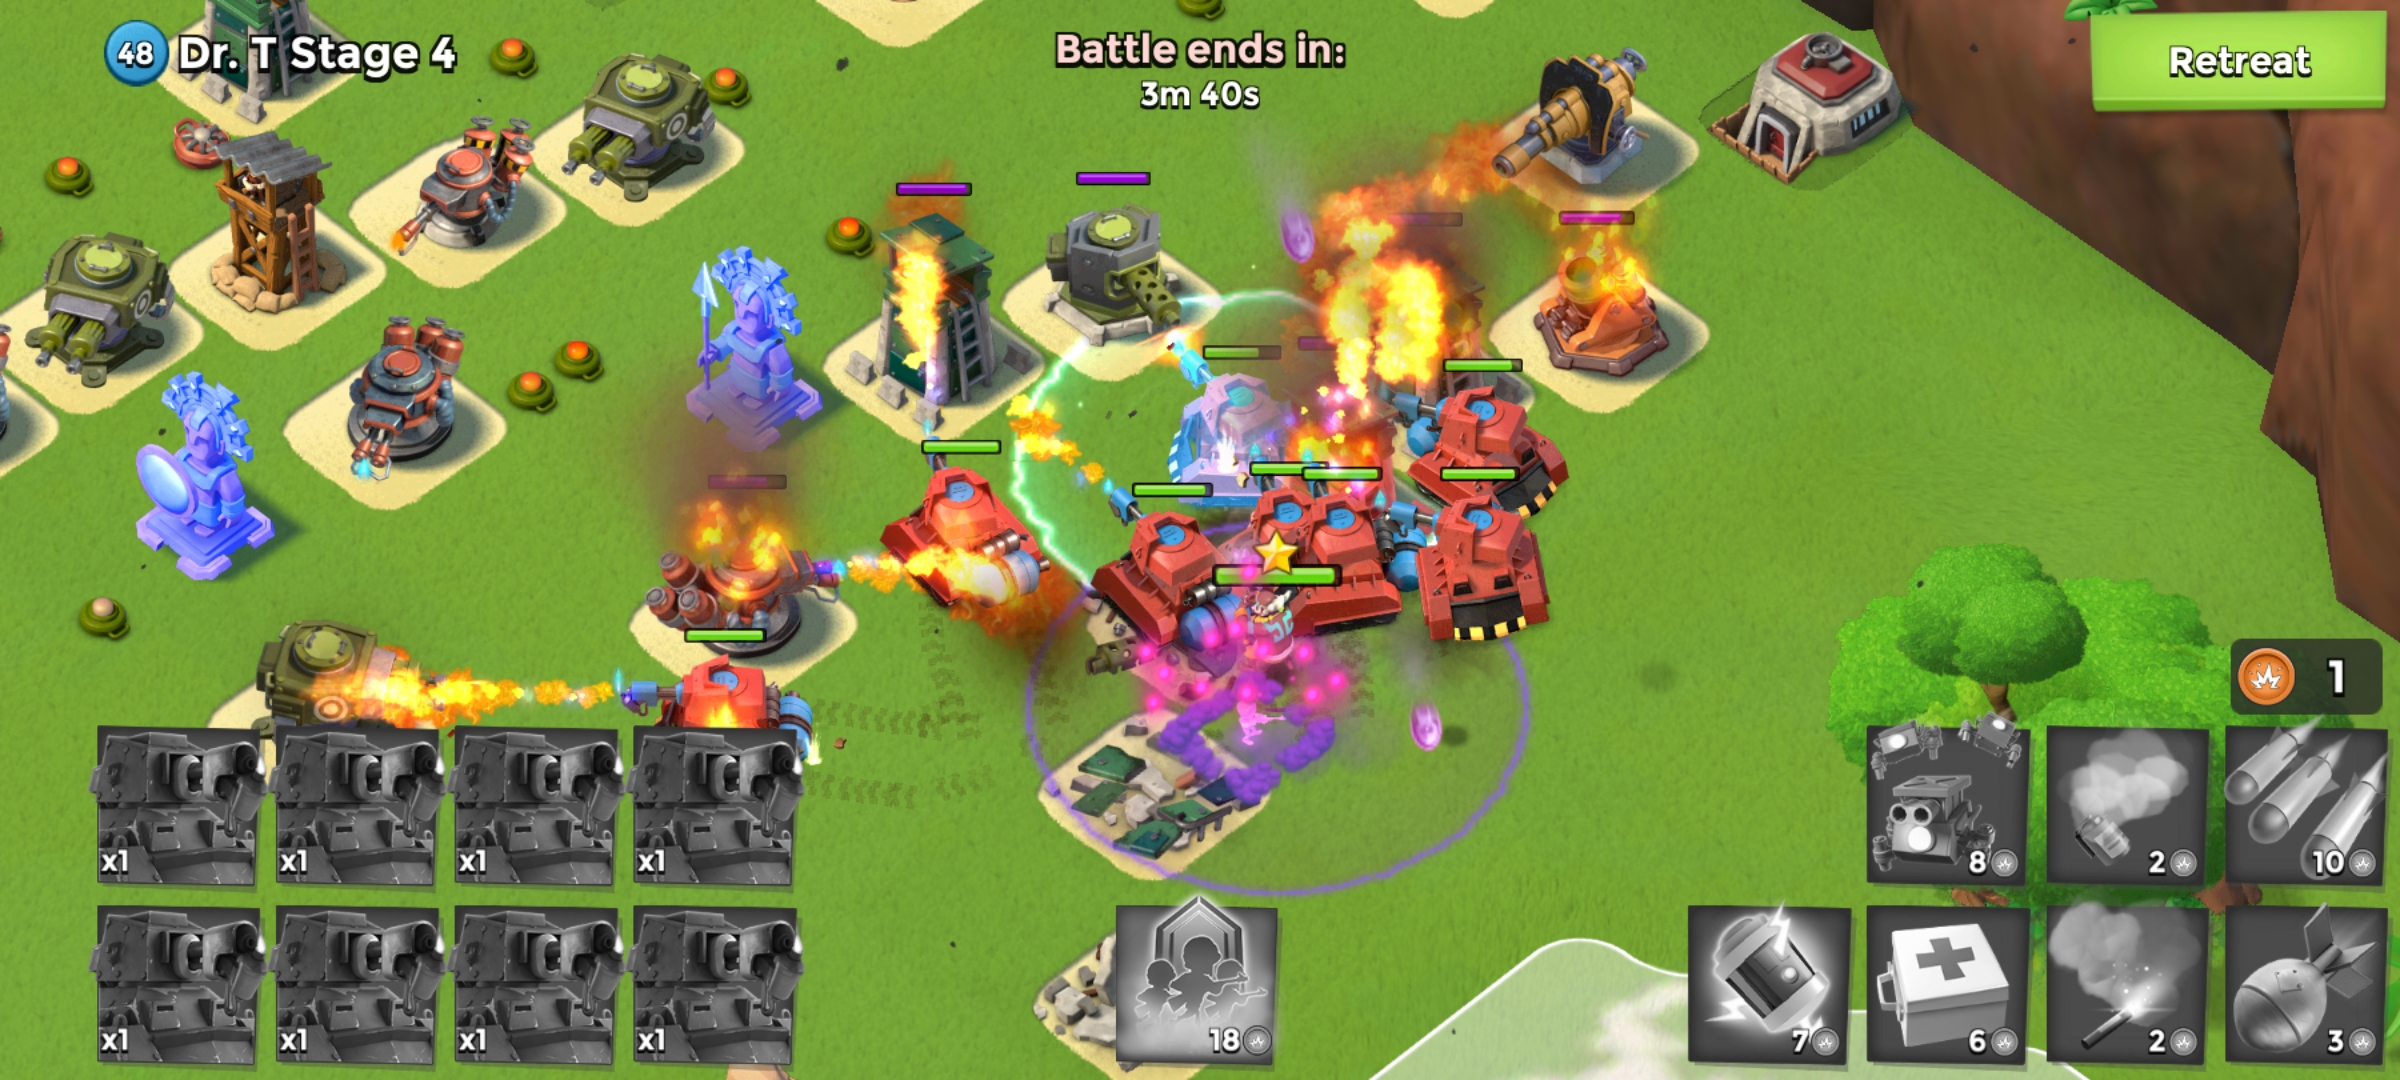 48 Dr. T Stage 4
Battle ends in:
3m 40s
Retreat
1
8
2
10
x1
x1
x1
x1
18
7
6
2
3
x1
x1
x1
x1